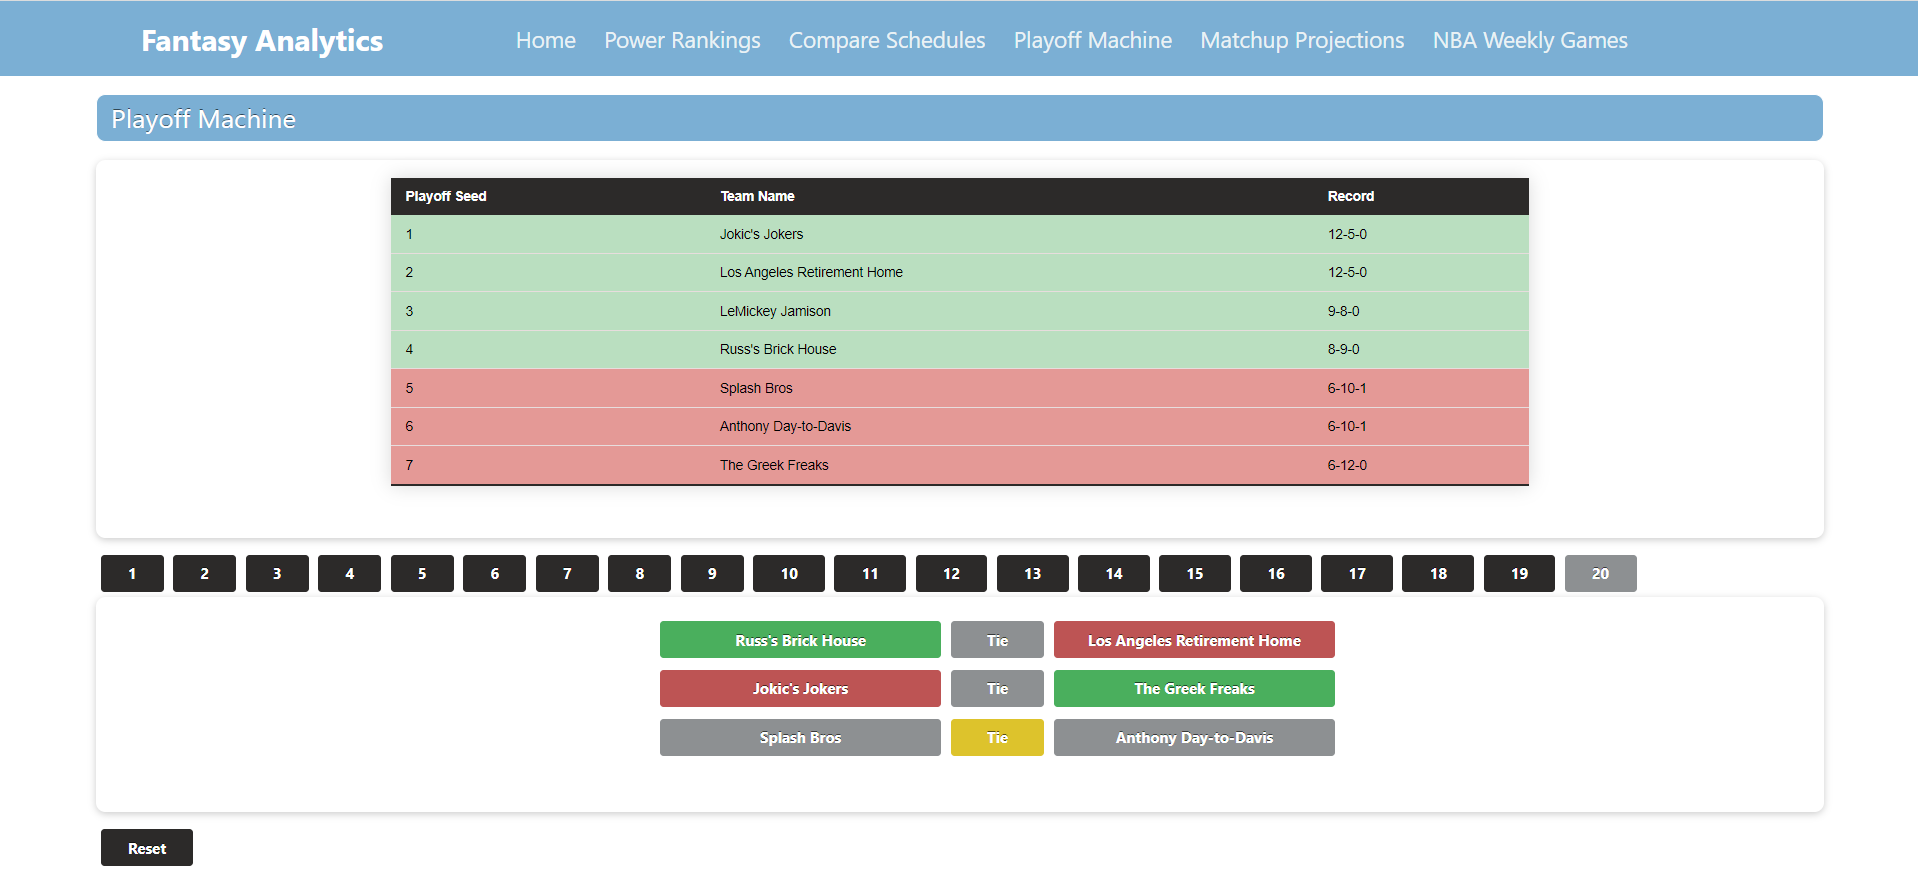 Fantasy Analytics Home Power Rankings Compare Schedules Playoff Machine Matchup Projections NBA Weekly Games
Playoff Machine
Playoff Seed Team Name Record
1 Jokic's Jokers 12-5-0
2 Los Angeles Retirement Home 12-5-0
3 LeMickey Jamison 9-8-0
4 Russ's Brick House 8-9-0
5 Splash Bros 6-10-1
6 Anthony Day-to-Davis 6-10-1
7 The Greek Freaks 6-12-0
1 2 3 4 5 6 7 8 9 10 11 12 13 14 15 16 17 18 19 20
Russ's Brick House Tie Los Angeles Retirement Home
Jokic's Jokers Tie The Greek Freaks
Splash Bros Tie Anthony Day-to-Davis
Reset